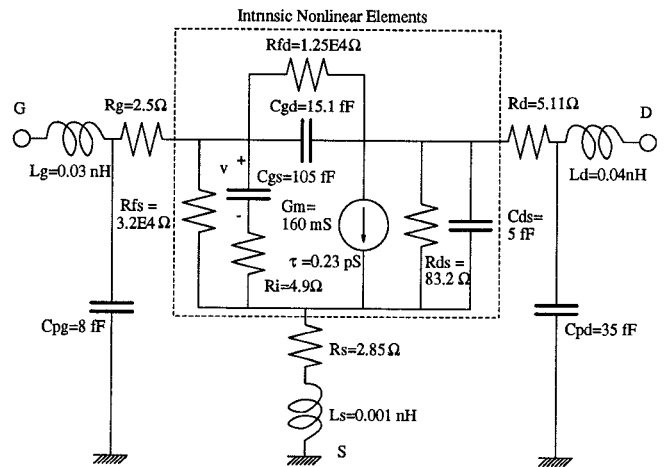 Intrinsic Nonlinear Elements
Rfd=1.25E4Ω
G
Rg=2.5Ω
Cgd=15.1 fF
Rd=5.11Ω
D
Lg=0.03 nH
v
+
Cgs=105 fF
-
Ld=0.04nH
Rfs =
3.2E4 Ω
Gm=
160 mS
Cds=
5 fF
τ=0.23 pS
Rds =
83.2 Ω
Ri=4.9Ω
Cpg=8 fF
Cpd=35 fF
Rs=2.85Ω
Ls=0.001 nH
S